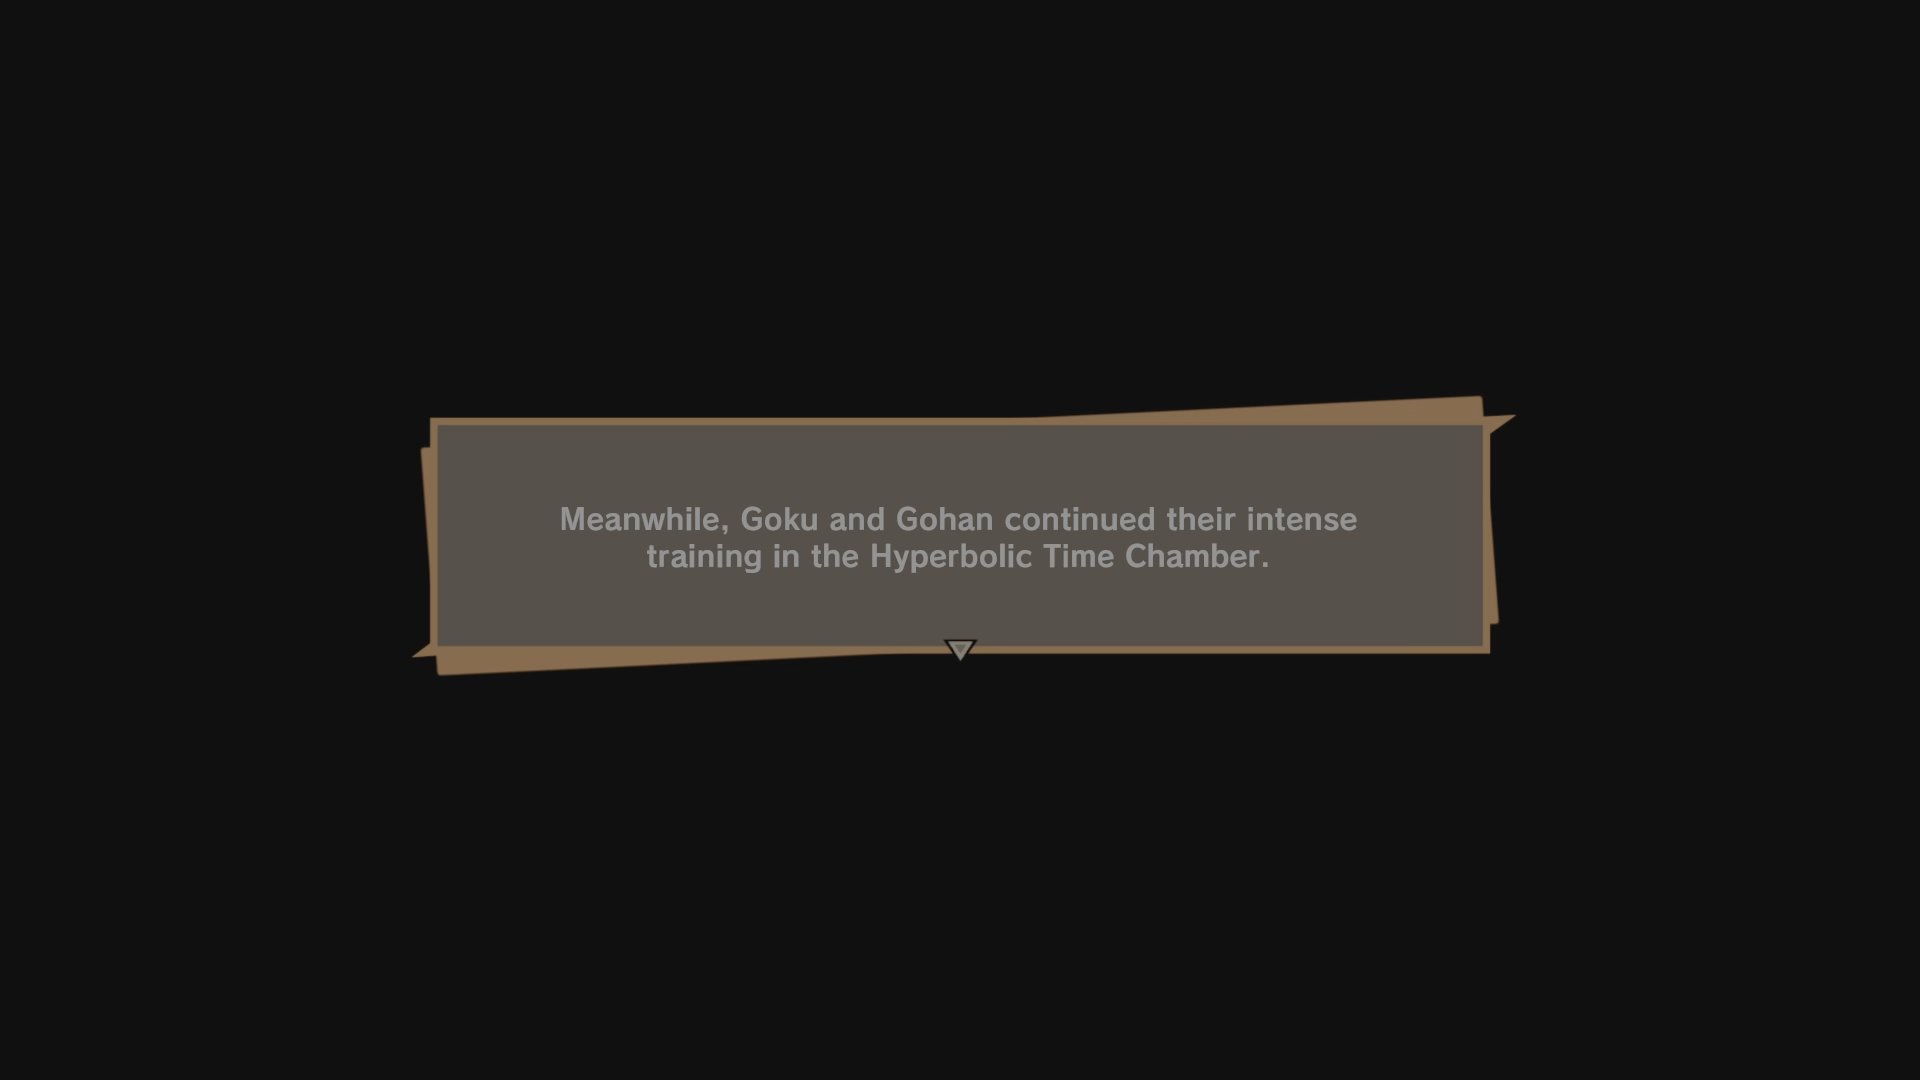 Meanwhile, Goku and Gohan continued their intense
training in the Hyperbolic Time Chamber.